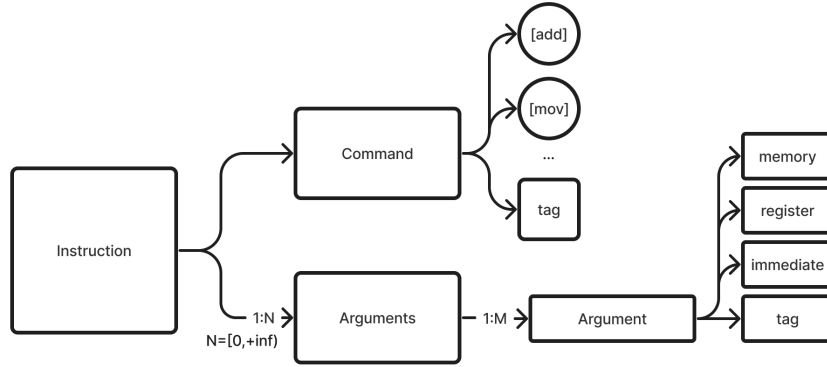 [add]
[mov]
...
Command
tag
memory
register
immediate
tag
Instruction
1:N
N=[0,+inf)
Arguments
1:M
Argument